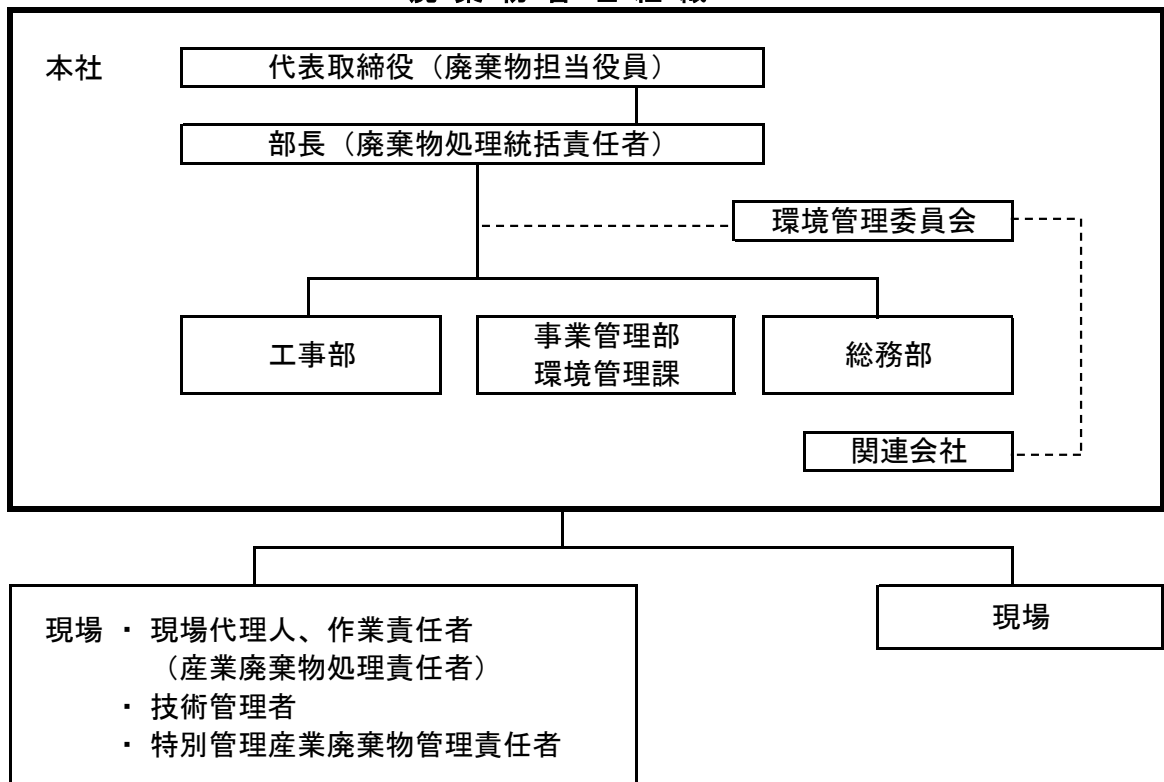 本社
代表取締役（廃棄物担当役員）
部長（廃棄物処理統括責任者）
環境管理委員会
工事部
事業管理部
環境管理課
総務部
関連会社
現場 ・ 現場代理人、作業責任者
（産業廃棄物処理責任者）
・ 技術管理者
・ 特別管理産業廃棄物管理責任者
現場